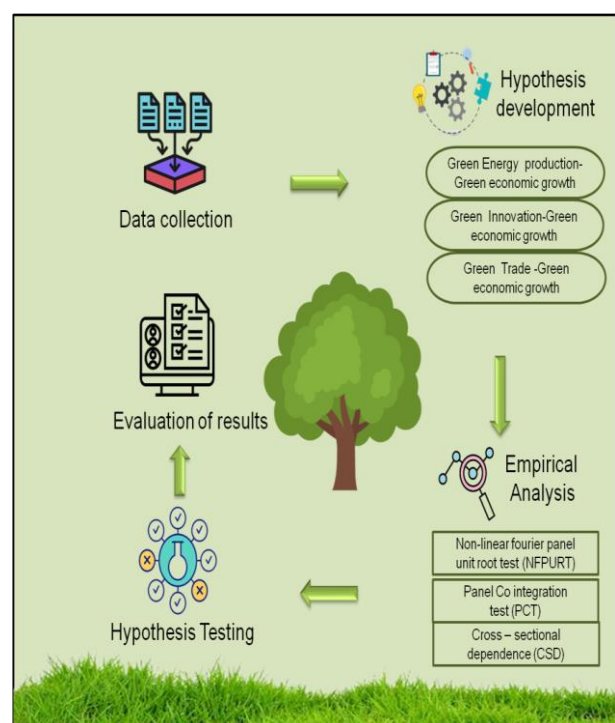 Data collection
Hypothesis
development
Green Energy production-
Green economic growth
Green Innovation-Green
economic growth
Green Trade -Green
economic growth
Empirical
Analysis
Non-linear fourier panel
unit root test (NFPURT)
Panel Co integration
test (PCT)
Cross – sectional
dependence (CSD)
Hypothesis Testing
Evaluation of results